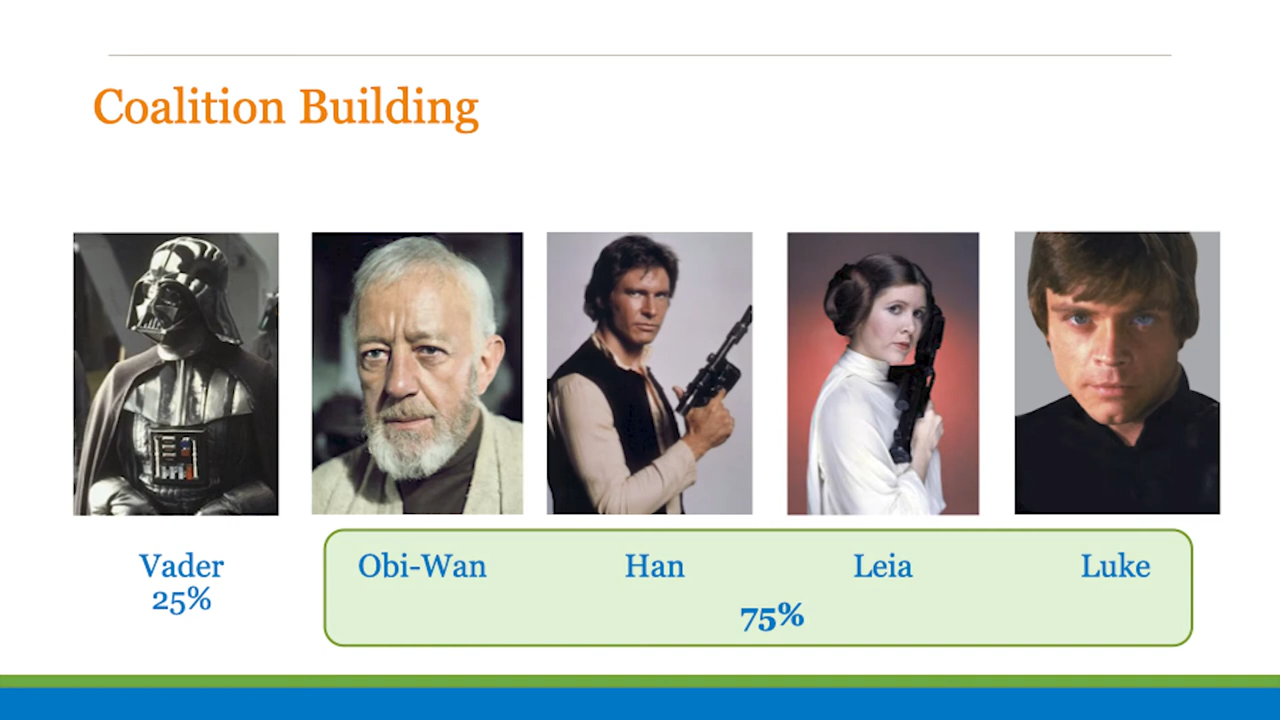 Coalition Building
Vader
25%
Obi-Wan Han Leia Luke
75%